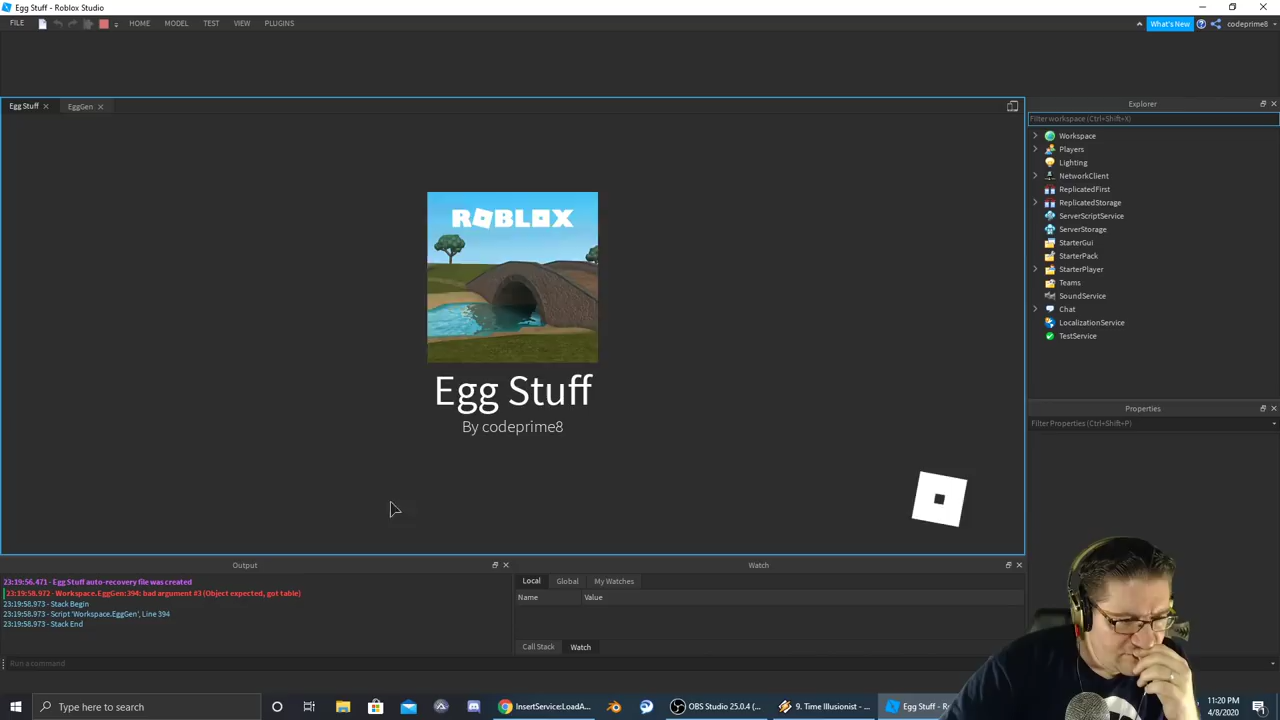 Egg Stuff - Roblox Studio
FILE HOME MODEL TEST VIEW PLUGINS What's New codeprime8
Egg Stuff EggGen
ROBLOX
Egg Stuff
By codeprime8
Explorer
Filter workspace (Ctrl+Shift+X)
Workspace
Players
Lighting
NetworkClient
ReplicatedFirst
ReplicatedStorage
ServerScriptService
ServerStorage
StarterGui
StarterPack
StarterPlayer
Teams
SoundService
Chat
LocalizationService
TestService
Properties
Filter Properties (Ctrl+Shift+P)
Output
23:19:56.471 - Egg Stuff auto-recovery file was created
23:19:58.972 - Workspace.EggGen:394: bad argument #3 (Object expected, got table)
23:19:58.973 - Stack Begin
23:19:58.973 - Script 'Workspace.EggGen', Line 394
23:19:58.973 - Stack End
Watch
Local Global My Watches
Name Value
Call Stack Watch
Run a command
Type here to search
InsertService:LoadA...
OBS Studio 25.0.4 (...
9. Time Illusionist - ...
Egg Stuff - Ro
11:20 PM
4/8/2020